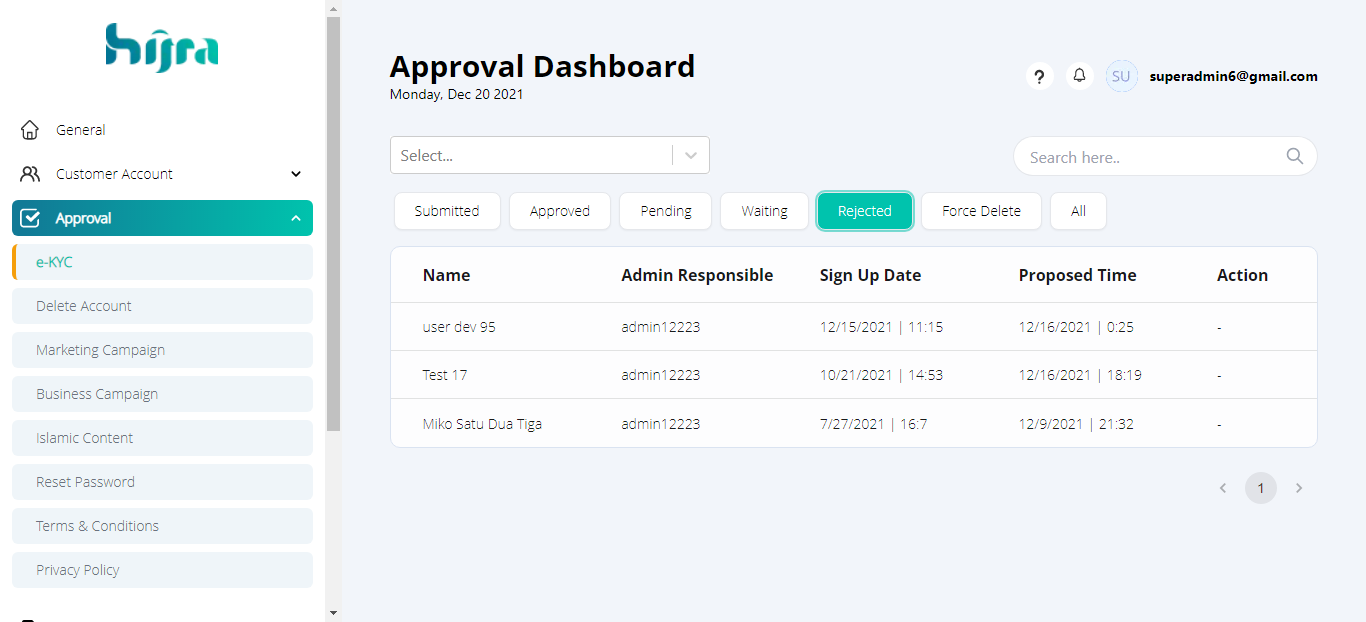 hijra
General
Customer Account
Approval
e-KYC
Delete Account
Marketing Campaign
Business Campaign
Islamic Content
Reset Password
Terms & Conditions
Privacy Policy
Approval Dashboard
Monday, Dec 20 2021
? SU superadmin6@gmail.com
Select... Search here..
Submitted Approved Pending Waiting Rejected Force Delete All
Name Admin Responsible Sign Up Date Proposed Time Action
user dev 95 admin12223 12/15/2021 | 11:15 12/16/2021 | 0:25 -
Test 17 admin12223 10/21/2021 | 14:53 12/16/2021 | 18:19 -
Miko Satu Dua Tiga admin12223 7/27/2021 | 16:7 12/9/2021 | 21:32 -
1